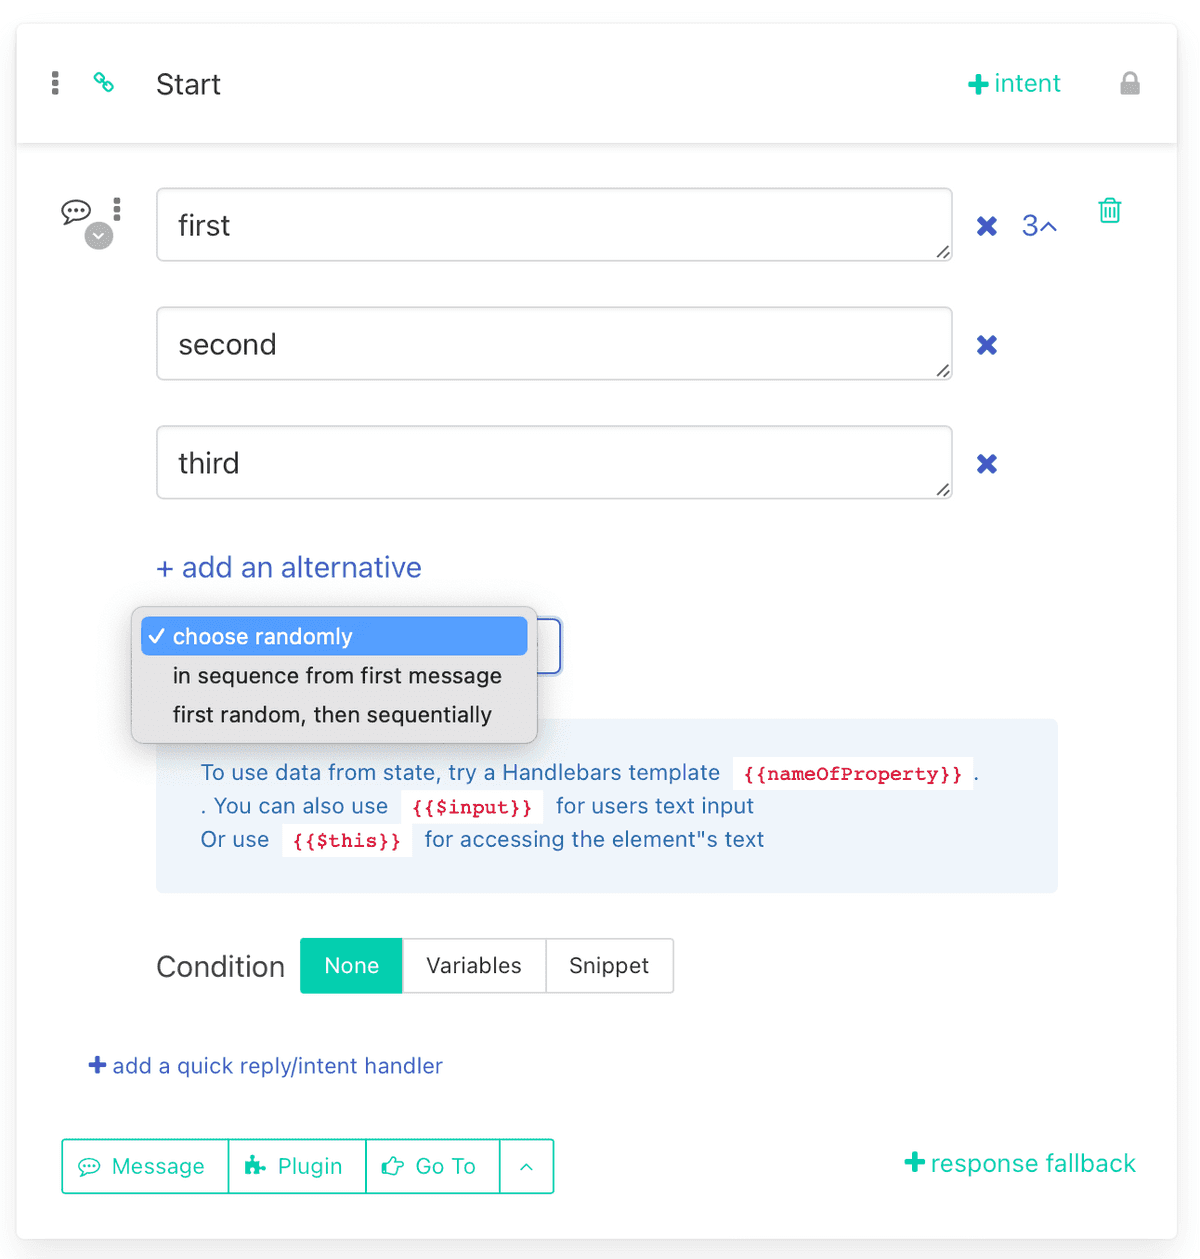 Start
+ intent
first
3
second
third
+ add an alternative
✓ choose randomly
in sequence from first message
first random, then sequentially
To use data from state, try a Handlebars template {{nameOfProperty}} .
. You can also use {{$input}} for users text input
Or use {{$this}} for accessing the element"s text
Condition None Variables Snippet
+ add a quick reply/intent handler
Message Plugin Go To
+ response fallback